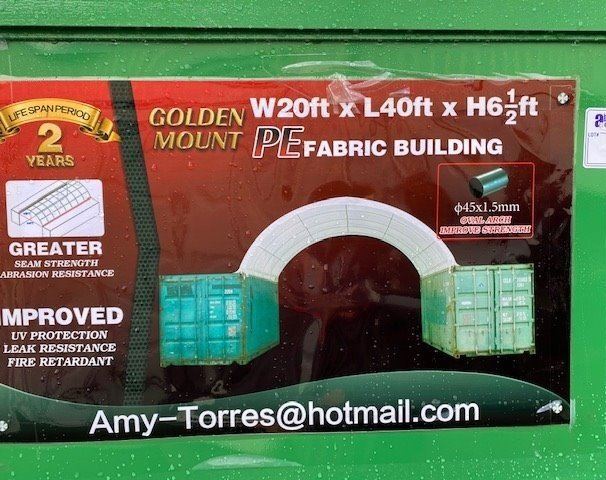 LIFE SPAN PERIOD
2
YEARS
GOLDEN MOUNT
W20ft x L40ft x H6½ft
PE FABRIC BUILDING
φ45x1.5mm
OVAL ARCH
IMPROVE STRENGTH
GREATER
SEAM STRENGTH
ABRASION RESISTANCE
IMPROVED
UV PROTECTION
LEAK RESISTANCE
FIRE RETARDANT
Amy-Torres@hotmail.com
LOT#